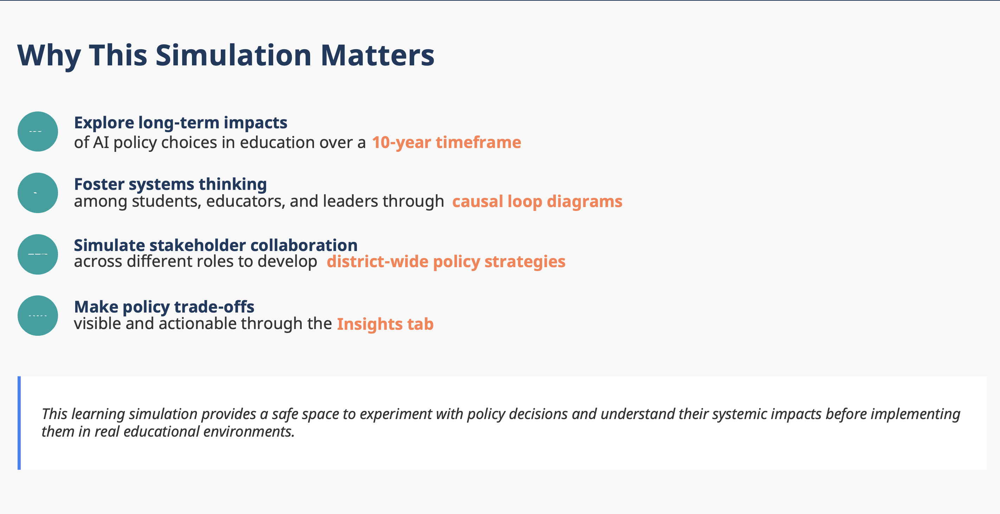 Why This Simulation Matters
Explore long-term impacts
of AI policy choices in education over a 10-year timeframe
Foster systems thinking
among students, educators, and leaders through causal loop diagrams
Simulate stakeholder collaboration
across different roles to develop district-wide policy strategies
Make policy trade-offs
visible and actionable through the Insights tab
This learning simulation provides a safe space to experiment with policy decisions and understand their systemic impacts before implementing
them in real educational environments.